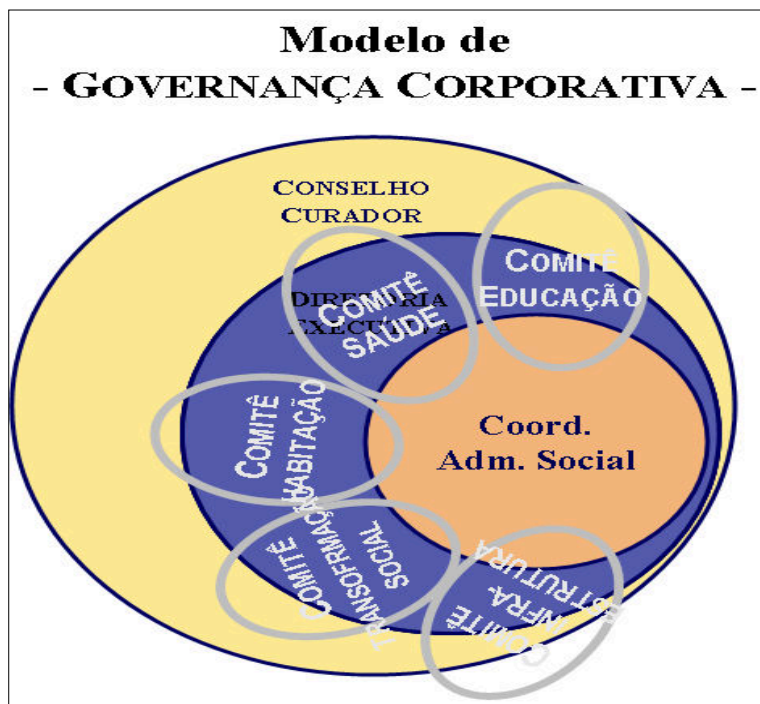 Modelo de
- GOVERNANÇA CORPORATIVA -
CONSELHO
CURADOR
DIRETORIA
EXECUTIVA
COMITÊ
SAÚDE
COMITÊ
EDUCAÇÃO
COMITÊ
HABITAÇÃO
Coord.
Adm. Social
COMITÊ
TRANSOFRMAÇÃO
SOCIAL
COMITÊ
INFRA-
ESTRUTURA